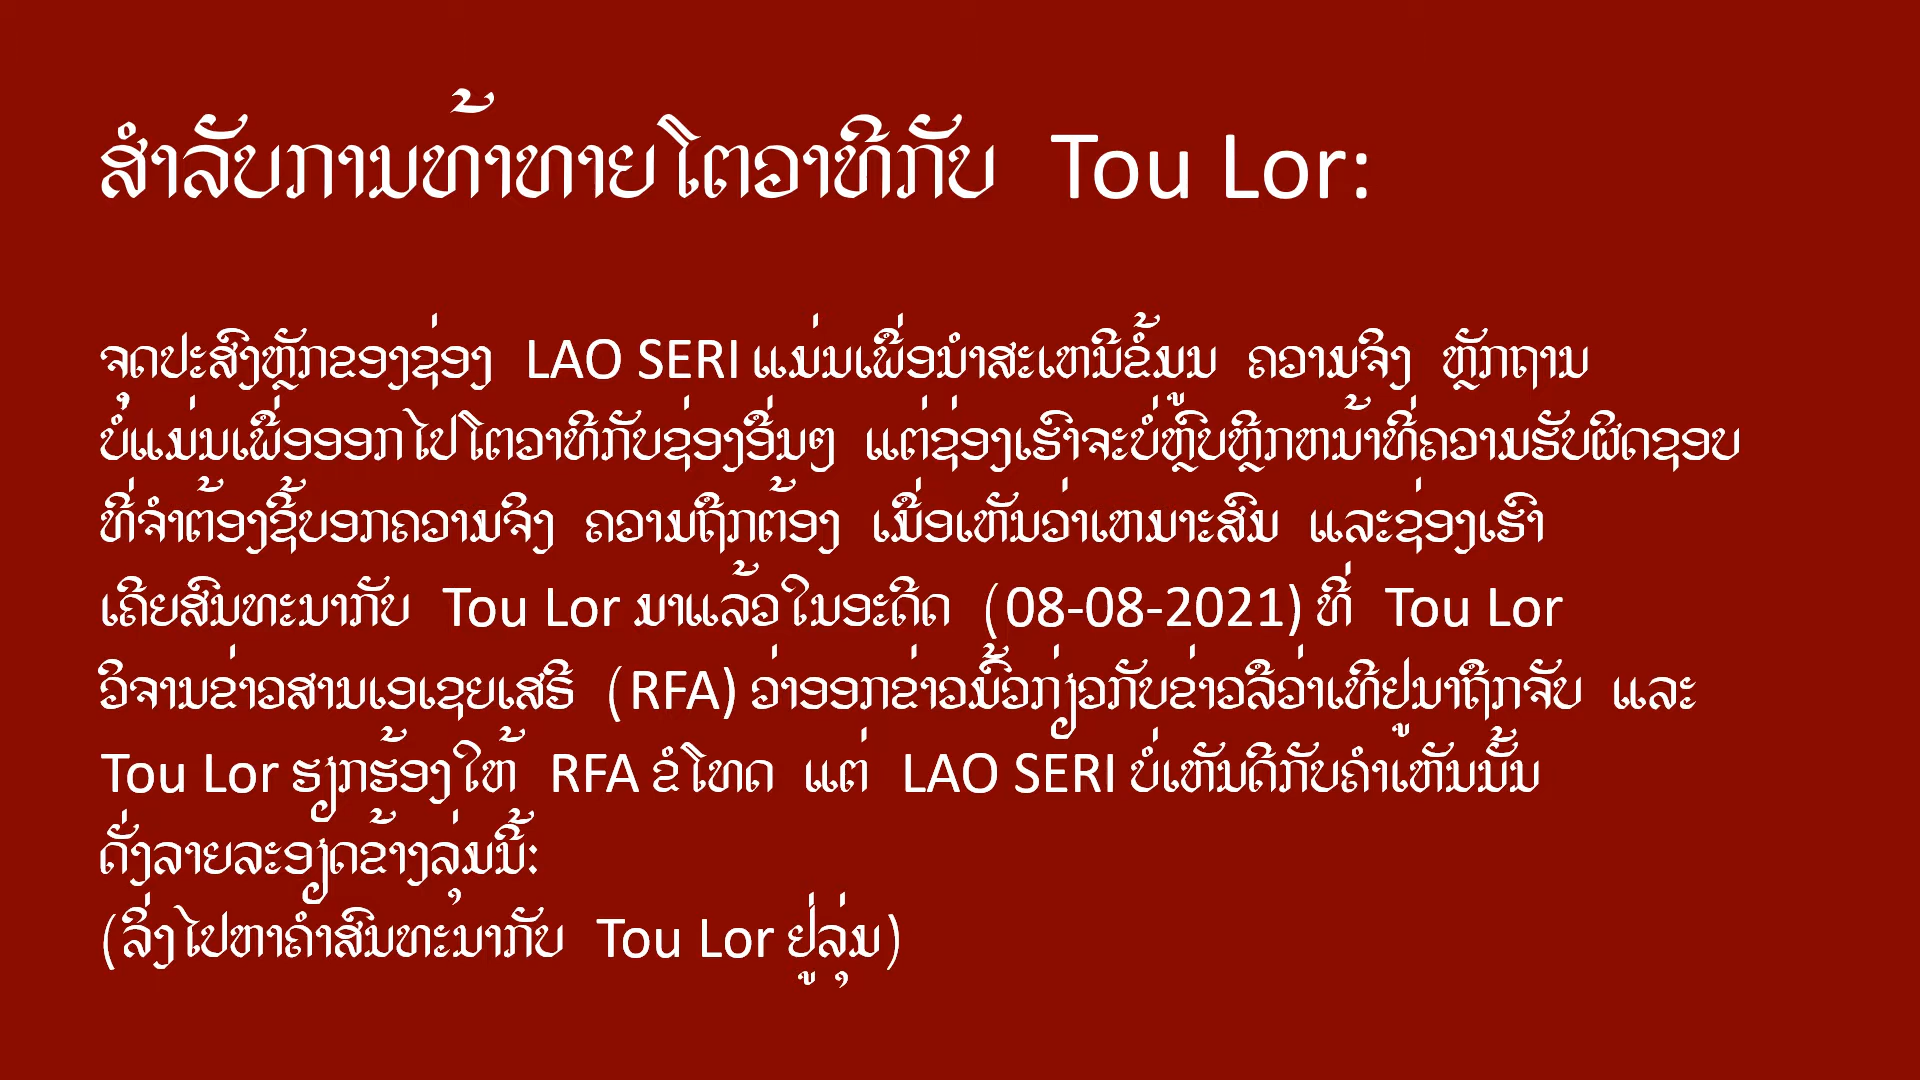 ສຳລັບການທ້າທາຍໂຕວາທີກັບ Tou Lor:
ຈຸດປະສົງຫຼັກຂອງຊ່ອງ LAO SERI ແມ່ນເພື່ອນຳສະເຫນີຂໍ້ມູນ ຄວາມຈິງ ຫຼັກຖານ
ບໍ່ແມ່ນເພື່ອອອກໄປໂຕວາທີກັບຊ່ອງອື່ນໆ ແຕ່ຊ່ອງເຮົາຈະບໍ່ຫຼົບຫຼີກຫນ້າທີ່ຄວາມຮັບຜິດຊອບ
ທີ່ຈຳຕ້ອງຊີ້ບອກຄວາມຈິງ ຄວາມຖືກຕ້ອງ ເມື່ອເຫັນວ່າເຫມາະສົມ ແລະຊ່ອງເຮົາ
ເຄີຍສົນທະນາກັບ Tou Lor ມາແລ້ວໃນອະດີດ (08-08-2021) ທີ່ Tou Lor
ວິຈານຂ່າວສານເອເຊຍເສຣີ (RFA) ວ່າອອກຂ່າວມົ້ວກ່ຽວກັບຂ່າວລືວ່າເທີຢູນາຖືກຈັບ ແລະ
Tou Lor ຮຽກຮ້ອງໃຫ້ RFA ຂໍໂທດ ແຕ່ LAO SERI ບໍ່ເຫັນດີກັບຄຳເຫັນນັ້ນ
ດັ່ງລາຍລະອຽດຂ້າງລຸ່ມນີ້:
(ລິ່ງໄປຫາຄຳສົນທະນາກັບ Tou Lor ຢູ່ລຸ່ມ)